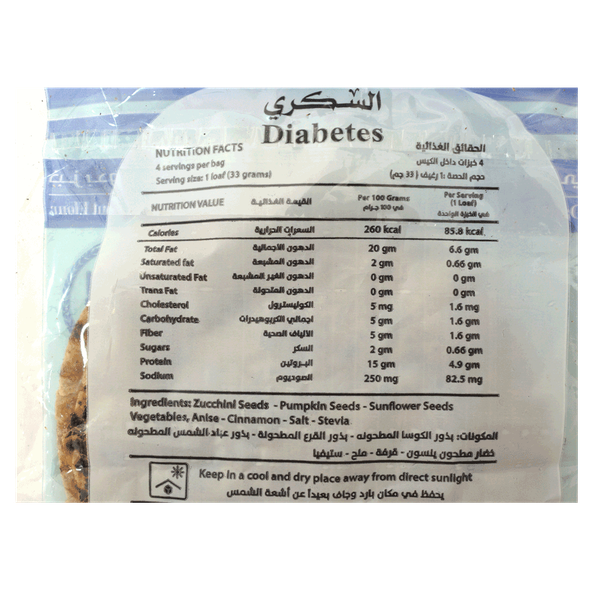 السكري
Diabetes
NUTRITION FACTS الحقائق الغذائية
4 servings per bag 4 خبزات داخل الكيس
Serving size: 1 loaf (33 grams) حجم الحصة :1 رغيف ( 33 جم)
NUTRITION VALUE القيمة الغذائية Per 100 Grams في 100 جرام Per Serving (1 Loaf) في الخبزة الواحدة
Calories السعرات الحرارية 260 kcal 85.8 kcal
Total Fat الدهون الاجمالية 20 gm 6.6 gm
Saturated fat الدهون المشبعة 2 gm 0.66 gm
Unsaturated Fat الدهون الغير المشبعة 0 gm 0 gm
Trans Fat الدهون المتحولة 0 gm 0 gm
Cholesterol الكوليسترول 5 mg 1.6 mg
Carbohydrate اجمالي الكربوهيدرات 5 gm 1.6 gm
Fiber الألياف الصحية 5 gm 1.6 gm
Sugars السكر 2 gm 0.66 gm
Protein البروتين 15 gm 4.9 gm
Sodium الصوديوم 250 mg 82.5 mg
Ingredients: Zucchini Seeds - Pumpkin Seeds - Sunflower Seeds
Vegetables, Anise - Cinnamon - Salt - Stevia
المكونات: بذور الكوسا المطحونه - بذور القرع المطحونة - بذور عباد الشمس المطحونه
خضار مطحون ينسون - قرفة - ملح - ستيفيا
Keep in a cool and dry place away from direct sunlight
يحفظ في مكان بارد وجاف بعيداً عن أشعة الشمس